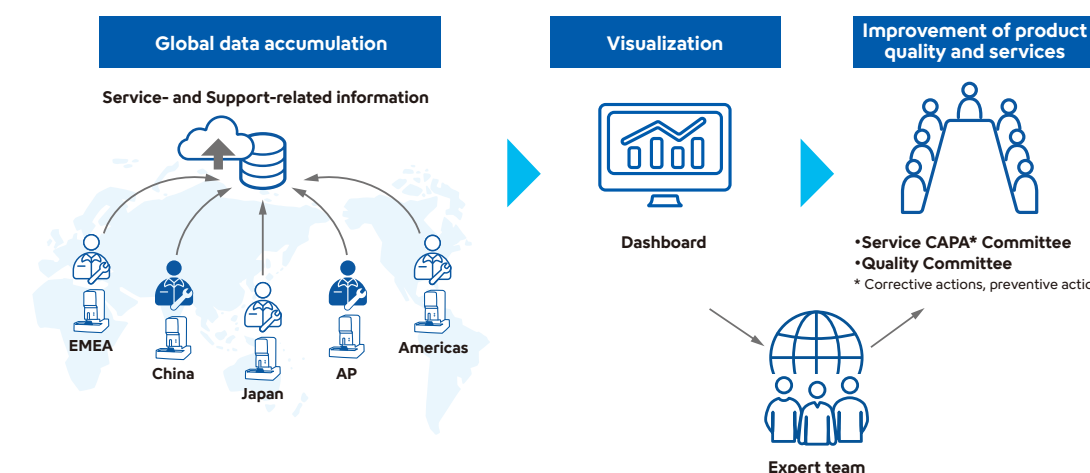 Global data accumulation
Service- and Support-related information
EMEA
China
Japan
AP
Americas
Visualization
Dashboard
Expert team
Improvement of product
quality and services
•Service CAPA* Committee
•Quality Committee
* Corrective actions, preventive